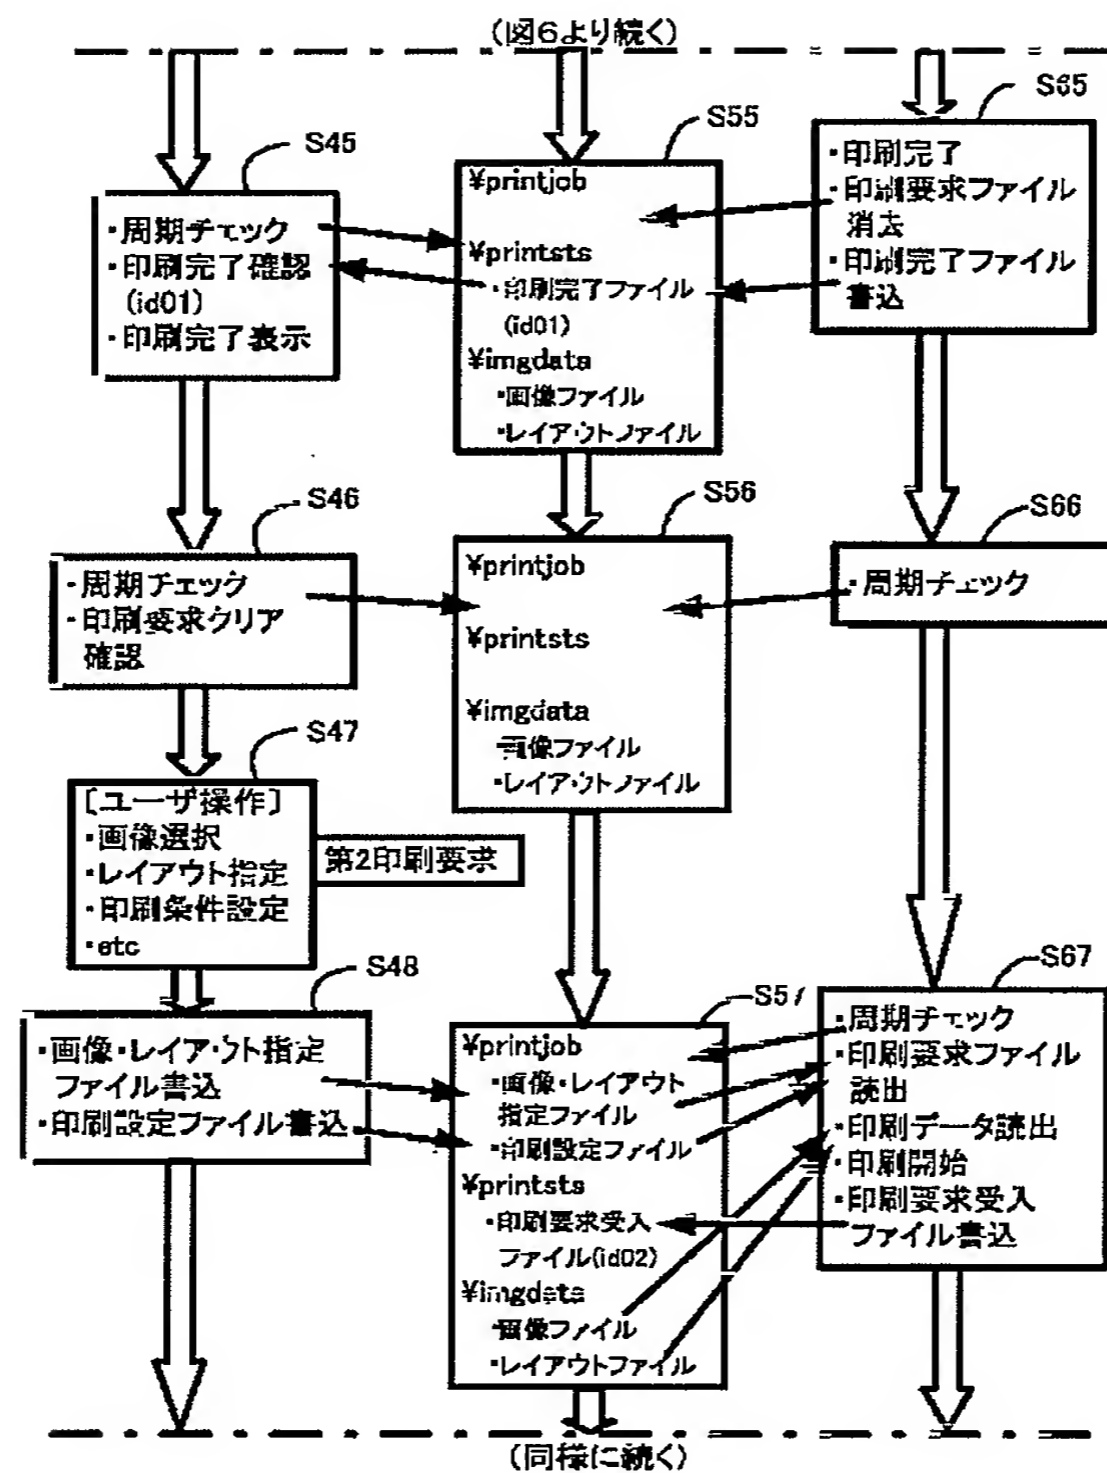 (図6より続く)
S45
・周期チェック
・印刷完了確認
(id01)
・印刷完了表示
S55
¥printjob
¥printsts
・印刷完了ファイル
(id01)
¥imgdata
・画像ファイル
・レイアウトファイル
S65
・印刷完了
・印刷要求ファイル
消去
・印刷完了ファイル
書込
S46
・周期チェック
・印刷要求クリア
確認
S56
¥printjob
¥printsts
¥imgdata
・画像ファイル
・レイアウトファイル
S66
・周期チェック
S47
[ユーザ操作]
・画像選択
・レイアウト指定
・印刷条件設定
・etc
第2印刷要求
S48
・画像・レイアウト指定
ファイル書込
・印刷設定ファイル書込
S57
¥printjob
・画像・レイアウト
指定ファイル
・印刷設定ファイル
¥printsts
・印刷要求受入
ファイル(id02)
¥imgdata
・画像ファイル
・レイアウトファイル
S67
・周期チェック
・印刷要求ファイル
読出
・印刷データ読出
・印刷開始
・印刷要求受入
ファイル書込
(同様に続く)